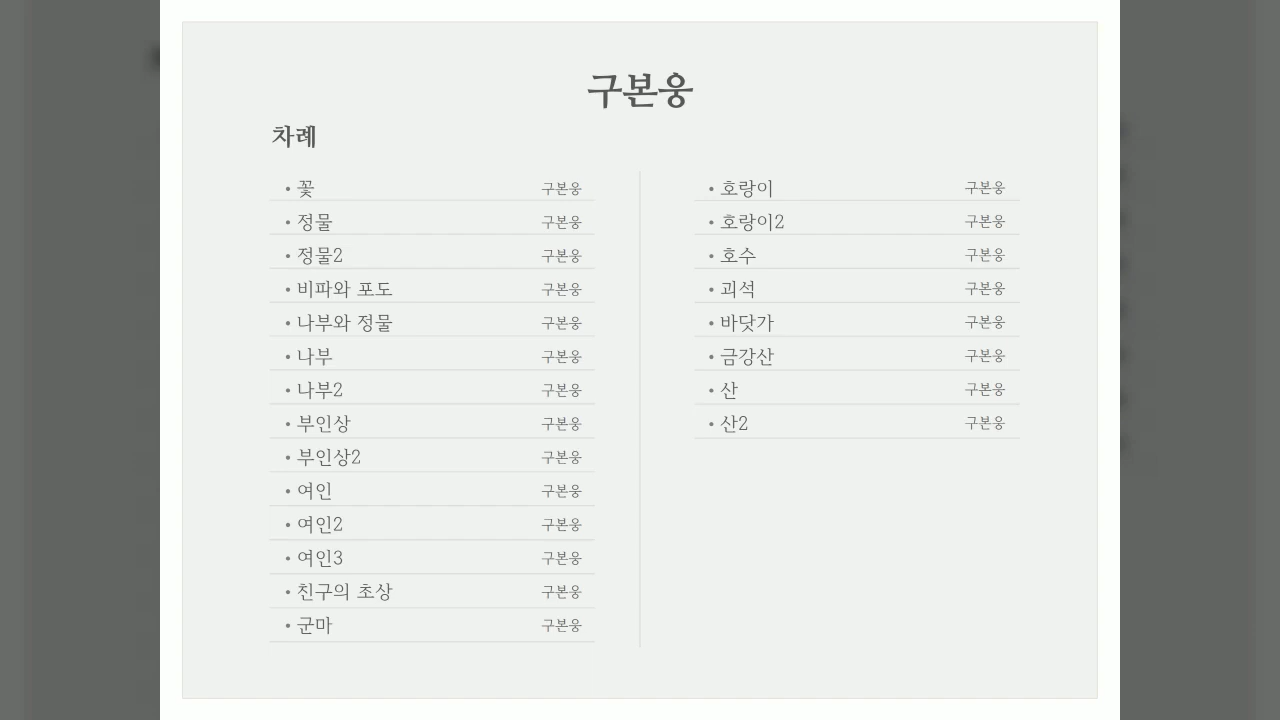 구본웅
차례
• 꽃 구본웅
• 정물 구본웅
• 정물2 구본웅
• 비파와 포도 구본웅
• 나부와 정물 구본웅
• 나부 구본웅
• 나부2 구본웅
• 부인상 구본웅
• 부인상2 구본웅
• 여인 구본웅
• 여인2 구본웅
• 여인3 구본웅
• 친구의 초상 구본웅
• 군마 구본웅
• 호랑이 구본웅
• 호랑이2 구본웅
• 호수 구본웅
• 괴석 구본웅
• 바닷가 구본웅
• 금강산 구본웅
• 산 구본웅
• 산2 구본웅